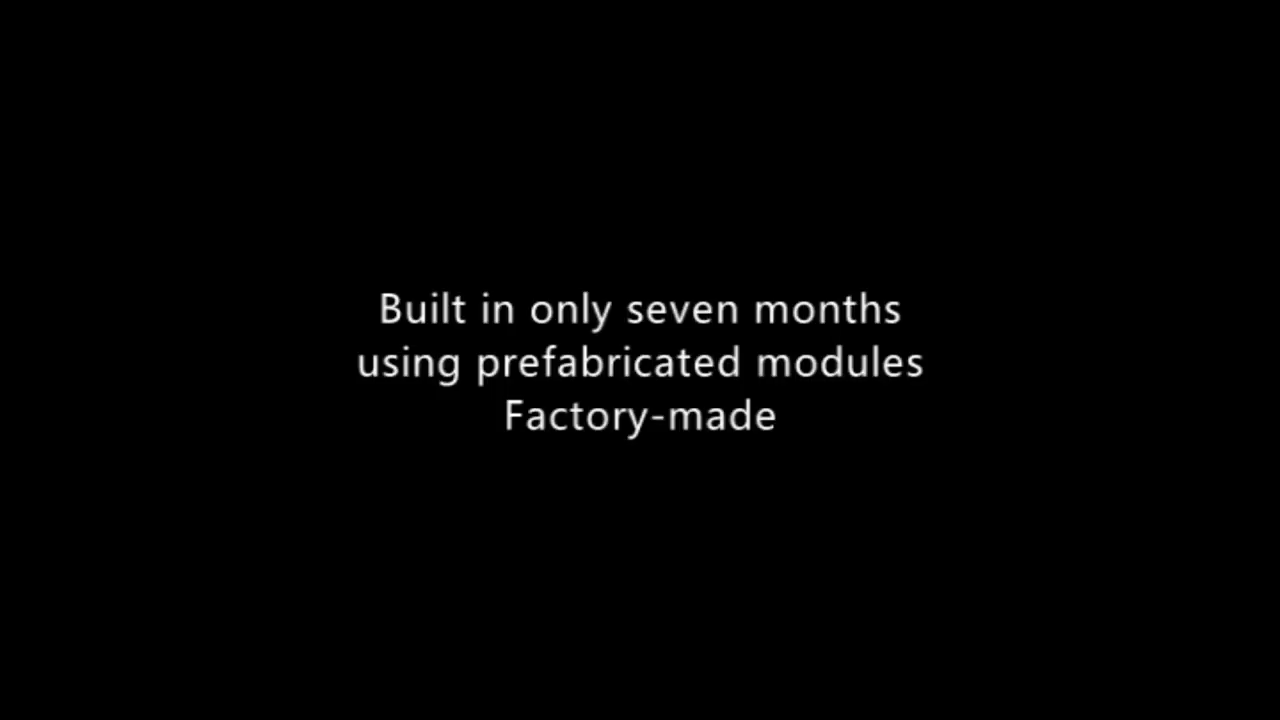 Built in only seven months
using prefabricated modules
Factory-made